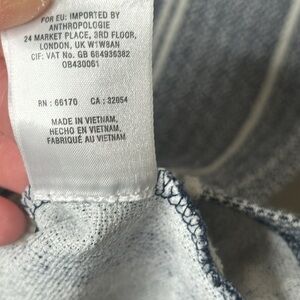 FOR EU: IMPORTED BY
ANTHROPOLOGIE
24 MARKET PLACE, 3RD FLOOR,
LONDON, UK W1W8AN
CIF: VAT No. GB 684936382
OB430061
RN : 66170 CA : 32054
MADE IN VIETNAM,
HECHO EN VIETNAM,
FABRIQUÉ AU VIETNAM